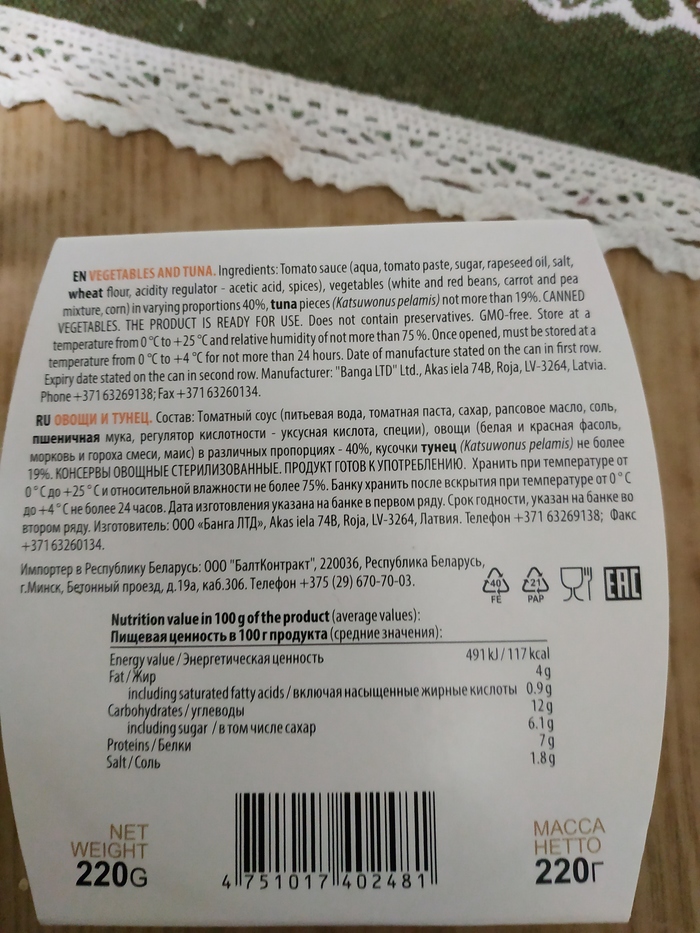 EN VEGETABLES AND TUNA. Ingredients: Tomato sauce (aqua, tomato paste, sugar, rapeseed oil, salt,
wheat flour, acidity regulator - acetic acid, spices), vegetables (white and red beans, carrot and pea
mixture, corn) in varying proportions 40%, tuna pieces (Katsuwonus pelamis) not more than 19%. CANNED
VEGETABLES. THE PRODUCT IS READY FOR USE. Does not contain preservatives. GMO-free. Store at a
temperature from 0 °C to +25 °C and relative humidity of not more than 75 %. Once opened, must be stored at a
temperature from 0 °C to +4 °C for not more than 24 hours. Date of manufacture stated on the can in first row.
Expiry date stated on the can in second row. Manufacturer: "Banga LTD" Ltd., Akas iela 74B, Roja, LV-3264, Latvia.
Phone +371 63269138; Fax +371 63260134.
RU ОВОЩИ И ТУНЕЦ. Состав: Томатный соус (питьевая вода, томатная паста, сахар, рапсовое масло, соль,
пшеничная мука, регулятор кислотности - уксусная кислота, специи), овощи (белая и красная фасоль,
морковь и гороха смеси, маис) в различных пропорциях - 40%, кусочки тунец (Katsuwonus pelamis) не более
19%. КОНСЕРВЫ ОВОЩНЫЕ СТЕРИЛИЗОВАННЫЕ. ПРОДУКТ ГОТОВ К УПОТРЕБЛЕНИЮ. Хранить при температуре от
0 °С до +25 °С и относительной влажности не более 75%. Банку хранить после вскрытия при температуре от 0 °С
до +4 °С не более 24 часов. Дата изготовления указана на банке в первом ряду. Срок годности, указан на банке во
втором ряду. Изготовитель: ООО «Банга ЛТД», Akas iela 74B, Roja, LV-3264, Латвия. Телефон +371 63269138; Факс
+371 63260134.
Импортер в Республику Беларусь: ООО "БалтКонтракт", 220036, Республика Беларусь,
г.Минск, Бетонный проезд, д.19а, каб.306. Телефон +375 (29) 670-70-03.
40 FE 21 PAP EAC
Nutrition value in 100 g of the product (average values):
Пищевая ценность в 100 г продукта (средние значения):
Energy value / Энергетическая ценность 491 kJ / 117 kcal
Fat / Жир 4 g
including saturated fatty acids / включая насыщенные жирные кислоты 0.9 g
Carbohydrates / углеводы 12 g
including sugar / в том числе сахар 6.1 g
Proteins / Белки 7 g
Salt / Соль 1.8 g
NET
WEIGHT
220G
4 751017 402481
МАССА
НЕТТО
220Г